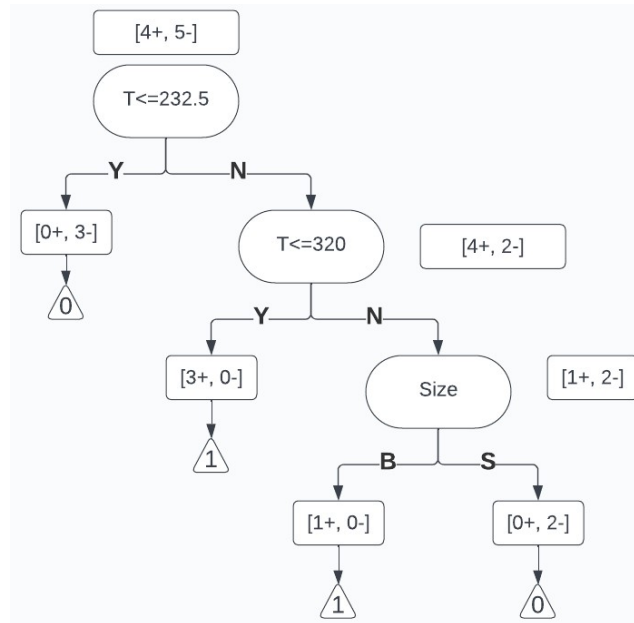 [4+, 5-]
T<=232.5
Y
N
[0+, 3-]
T<=320
[4+, 2-]
0
Y
N
[3+, 0-]
Size
[1+, 2-]
1
B
S
[1+, 0-]
[0+, 2-]
1
0